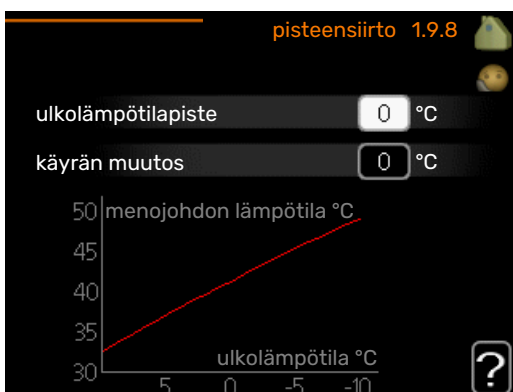 pisteensiirto 1.9.8
ulkolämpötilapiste 0 °C
käyrän muutos 0 °C
50 menojohdon lämpötila °C
45
40
35
ulkolämpötila °C
30
5 0 -5 -10
?